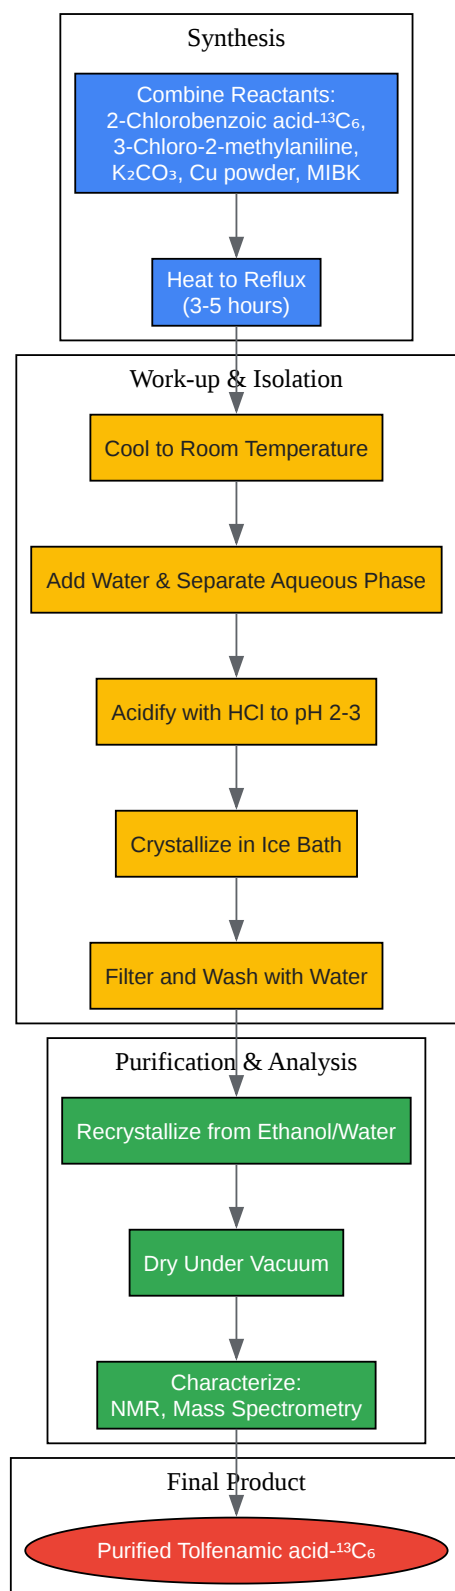 Synthesis
Combine Reactants:
2-Chlorobenzoic acid-¹³C₆,
3-Chloro-2-methylaniline,
K₂CO₃, Cu powder, MIBK
Heat to Reflux
(3-5 hours)
Work-up & Isolation
Cool to Room Temperature
Add Water & Separate Aqueous Phase
Acidify with HCl to pH 2-3
Crystallize in Ice Bath
Filter and Wash with Water
Purification & Analysis
Recrystallize from Ethanol/Water
Dry Under Vacuum
Characterize:
NMR, Mass Spectrometry
Final Product
Purified Tolfenamic acid-¹³C₆